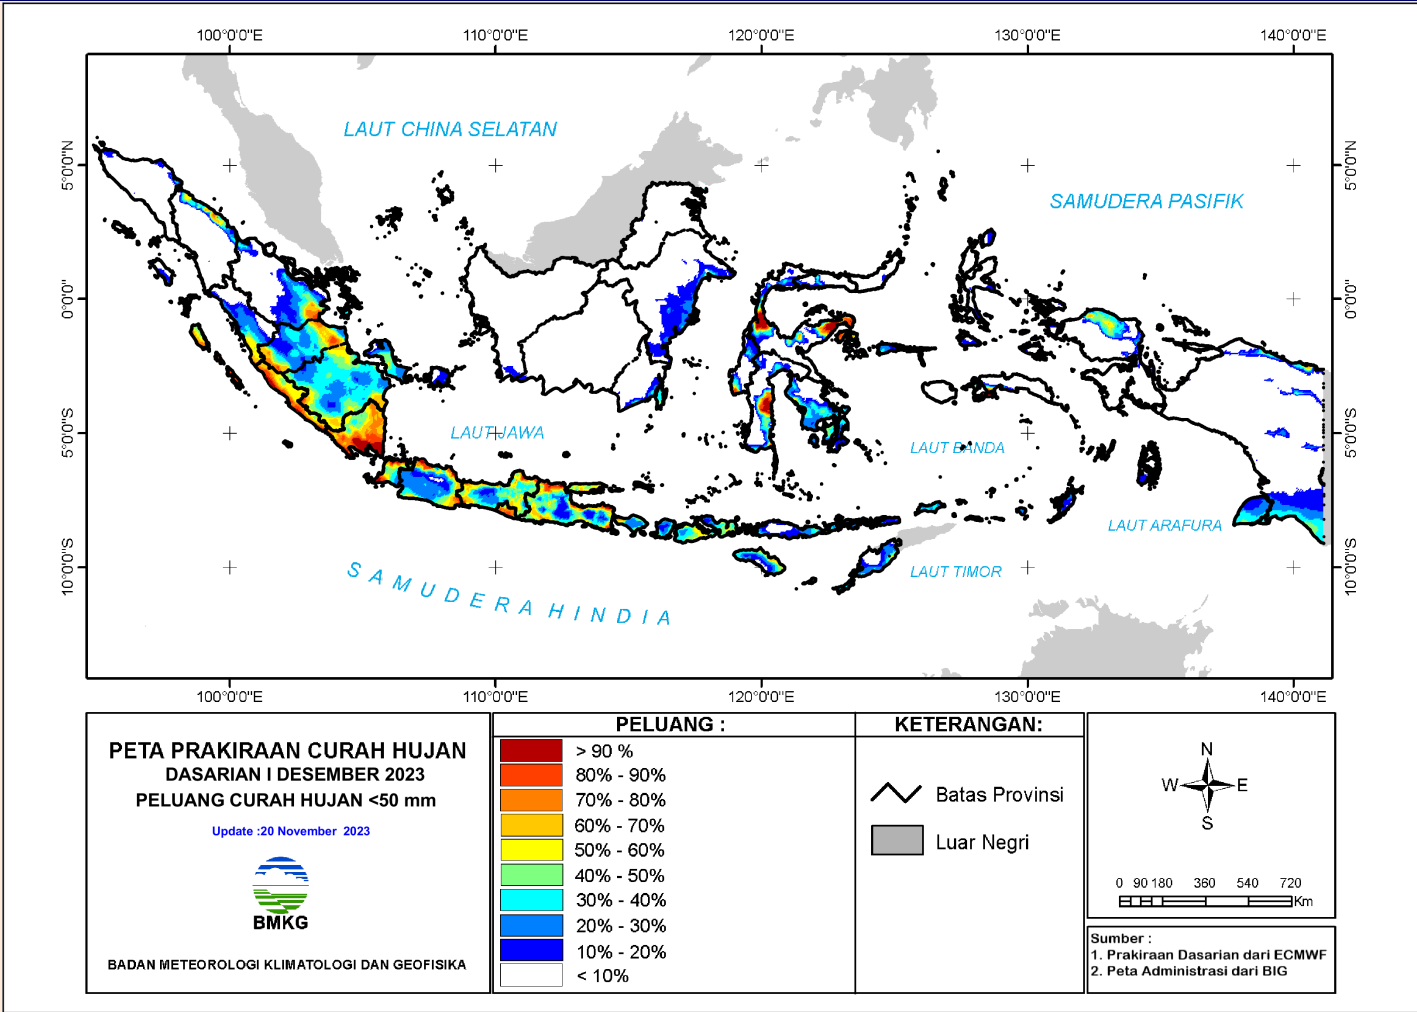 100°0'0"E 110°0'0"E 120°0'0"E 130°0'0"E 140°0'0"E
5°0'0"N
0°0'0"
5°0'0"S
10°0'0"S
LAUT CHINA SELATAN
SAMUDERA PASIFIK
LAUT JAWA
LAUT BANDA
LAUT ARAFURA
LAUT TIMOR
SAMUDERA HINDIA
5°0'0"N
0°0'0"
5°0'0"S
10°0'0"S
100°0'0"E 110°0'0"E 120°0'0"E 130°0'0"E 140°0'0"E
PETA PRAKIRAAN CURAH HUJAN
DASARIAN I DESEMBER 2023
PELUANG CURAH HUJAN <50 mm
Update :20 November 2023
BMKG
BADAN METEOROLOGI KLIMATOLOGI DAN GEOFISIKA
PELUANG :
> 90 %
80% - 90%
70% - 80%
60% - 70%
50% - 60%
40% - 50%
30% - 40%
20% - 30%
10% - 20%
< 10%
KETERANGAN:
Batas Provinsi
Luar Negri
N
W E
S
0 90 180 360 540 720
Km
Sumber :
1. Prakiraan Dasarian dari ECMWF
2. Peta Administrasi dari BIG